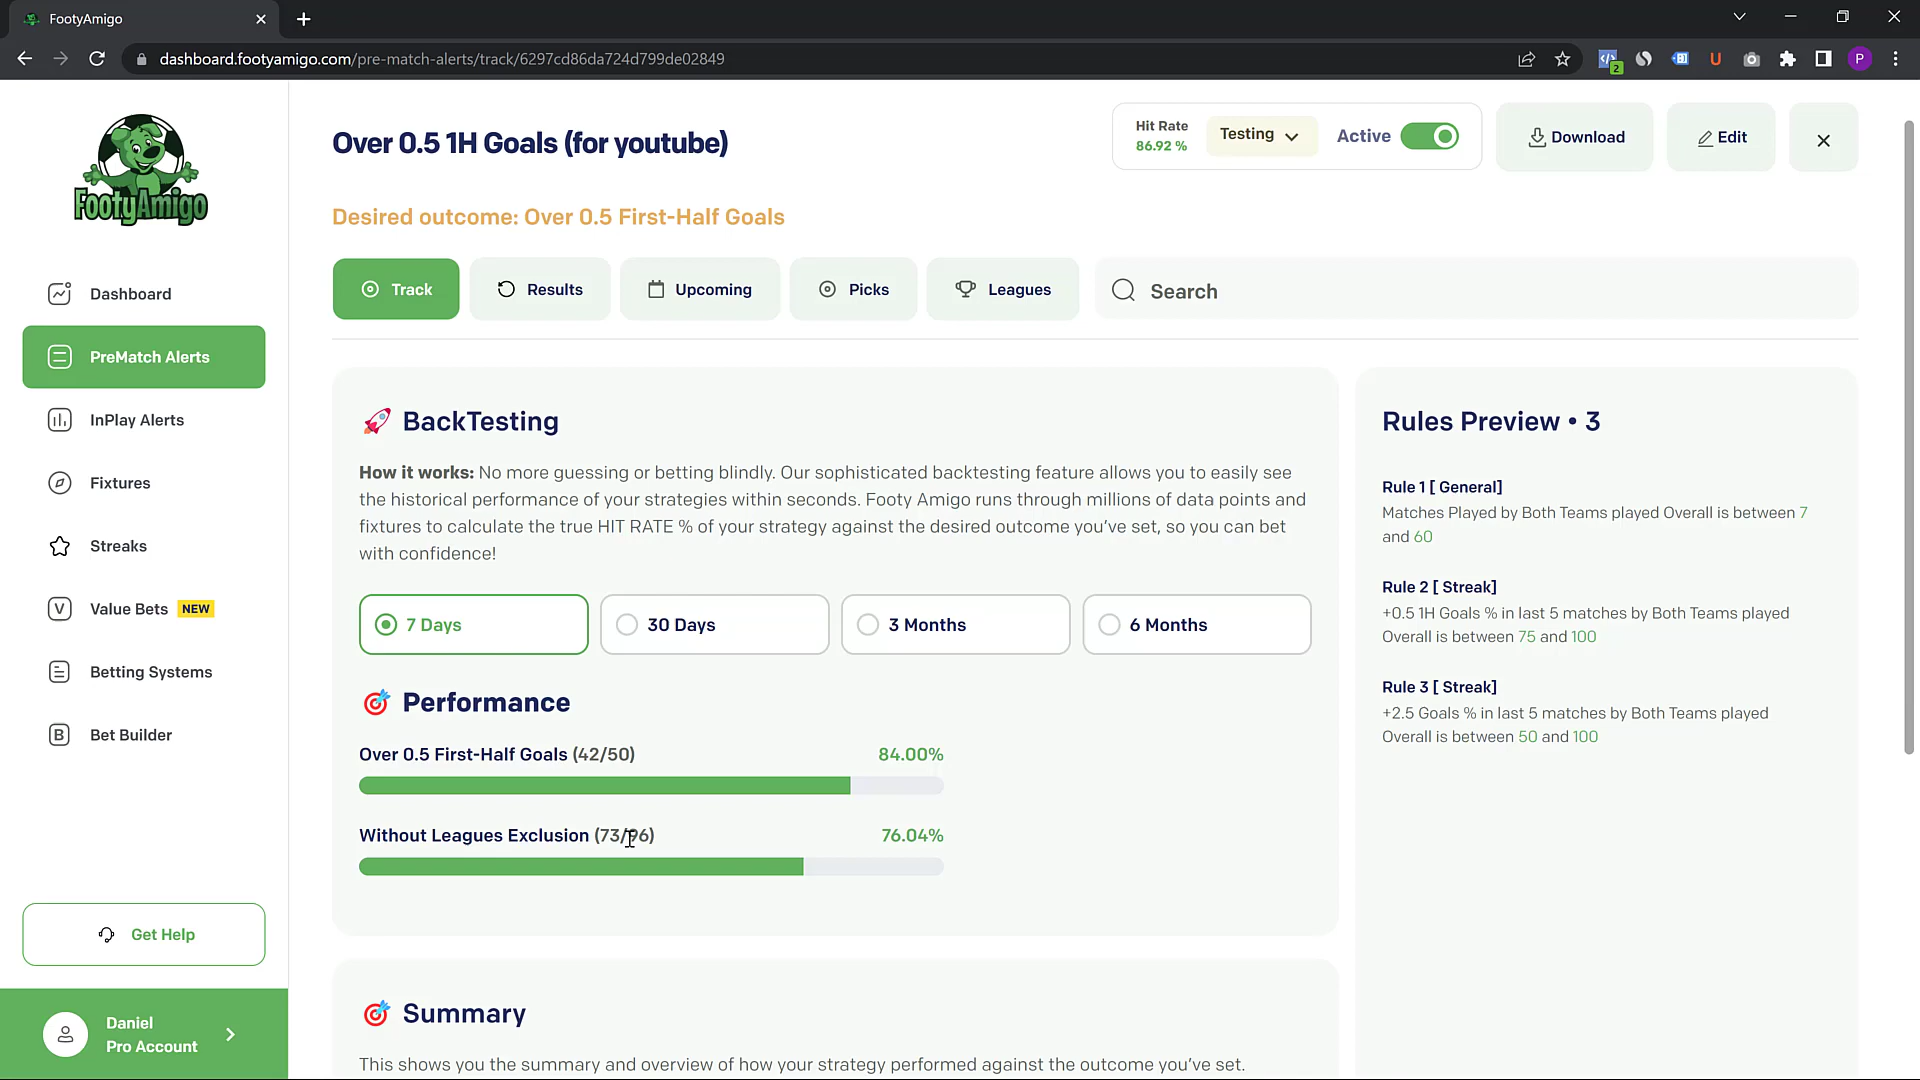 FootyAmigo
dashboard.footyamigo.com/pre-match-alerts/track/6297cd86da724d799de02849
2
U
P
FootyAmigo
Dashboard
PreMatch Alerts
InPlay Alerts
Fixtures
Streaks
V Value Bets NEW
Betting Systems
B Bet Builder
Get Help
Daniel
Pro Account
Over 0.5 1H Goals (for youtube)
Hit Rate
86.92 %
Testing
Active
Download
Edit
Desired outcome: Over 0.5 First-Half Goals
Track
Results
Upcoming
Picks
Leagues
Search
BackTesting
How it works: No more guessing or betting blindly. Our sophisticated backtesting feature allows you to easily see
the historical performance of your strategies within seconds. Footy Amigo runs through millions of data points and
fixtures to calculate the true HIT RATE % of your strategy against the desired outcome you've set, so you can bet
with confidence!
7 Days
30 Days
3 Months
6 Months
Performance
Over 0.5 First-Half Goals (42/50) 84.00%
Without Leagues Exclusion (73/96) 76.04%
Summary
This shows you the summary and overview of how your strategy performed against the outcome you've set.
Rules Preview • 3
Rule 1 [ General]
Matches Played by Both Teams played Overall is between 7
and 60
Rule 2 [ Streak]
+0.5 1H Goals % in last 5 matches by Both Teams played
Overall is between 75 and 100
Rule 3 [ Streak]
+2.5 Goals % in last 5 matches by Both Teams played
Overall is between 50 and 100